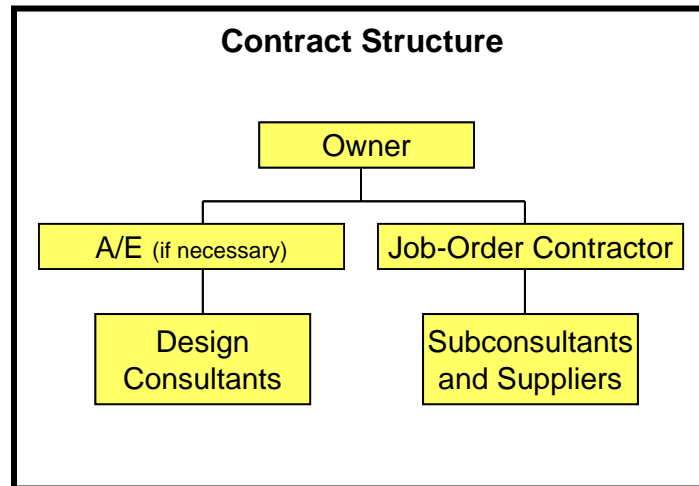 Contract Structure
Owner
A/E (if necessary)
Job-Order Contractor
Design
Consultants
Subconsultants
and Suppliers